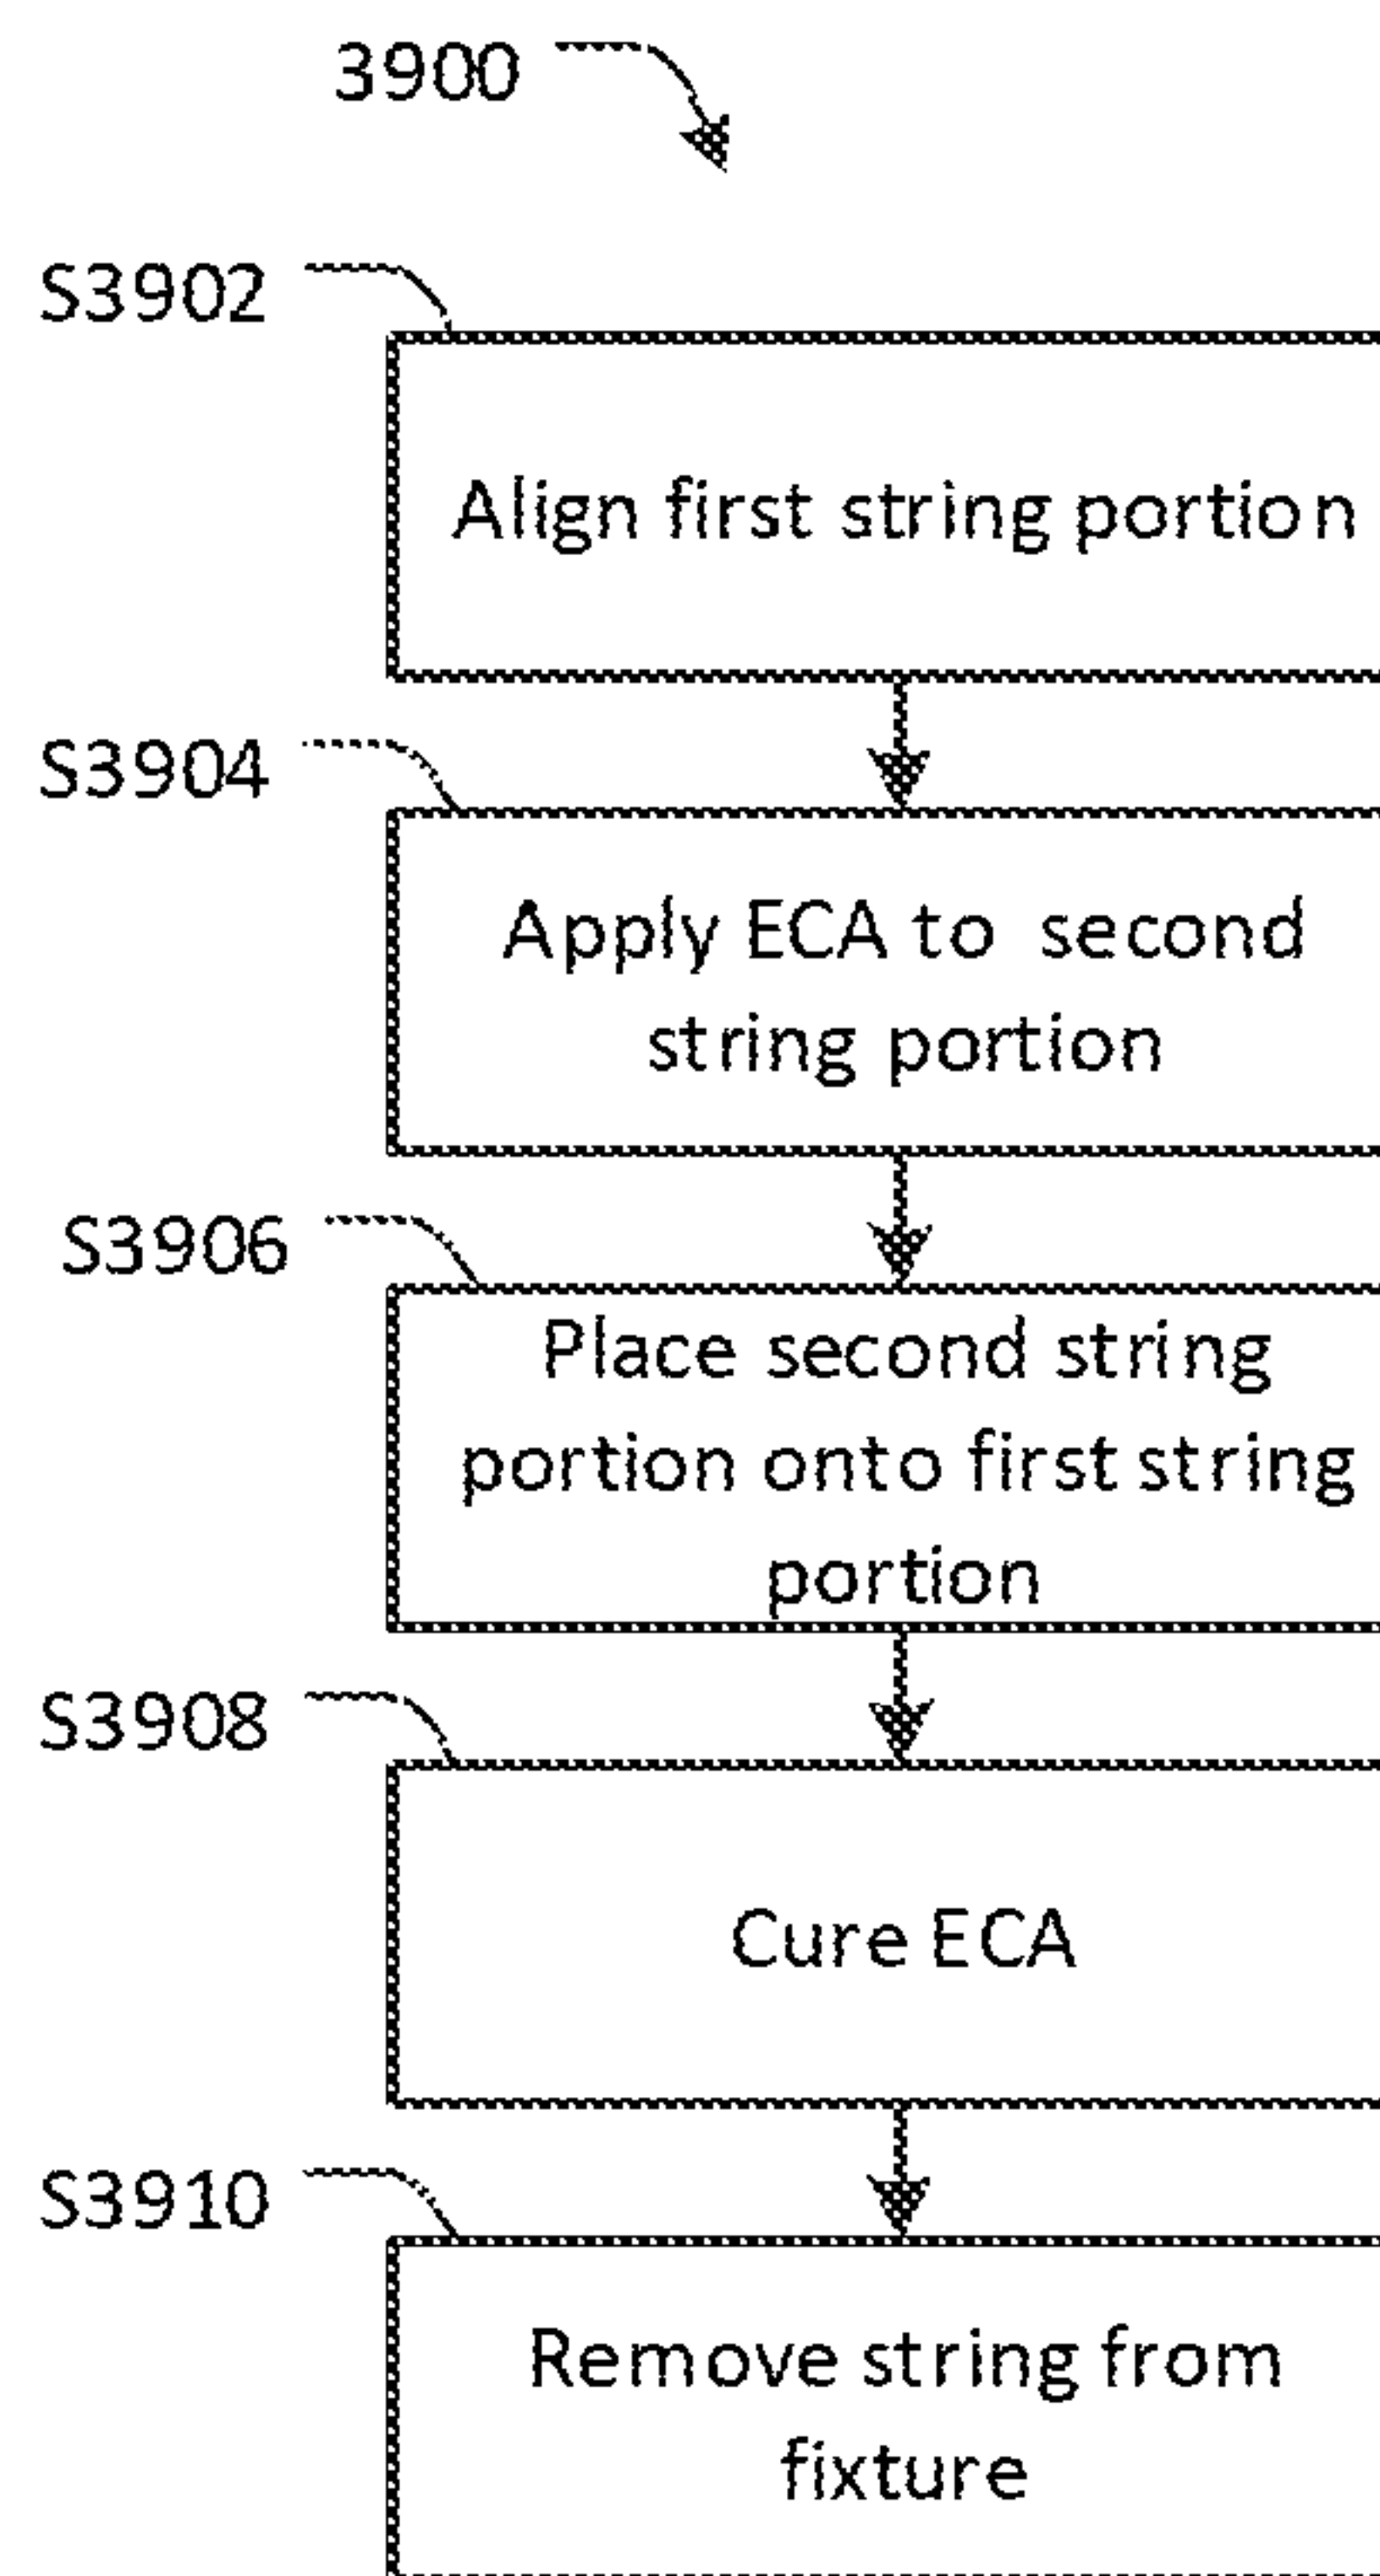 3900
S3902
Align first string portion
S3904
Apply ECA to second
string portion
S3906
Place second string
portion onto first string
portion
S3908
Cure ECA
S3910
Remove string from
fixture